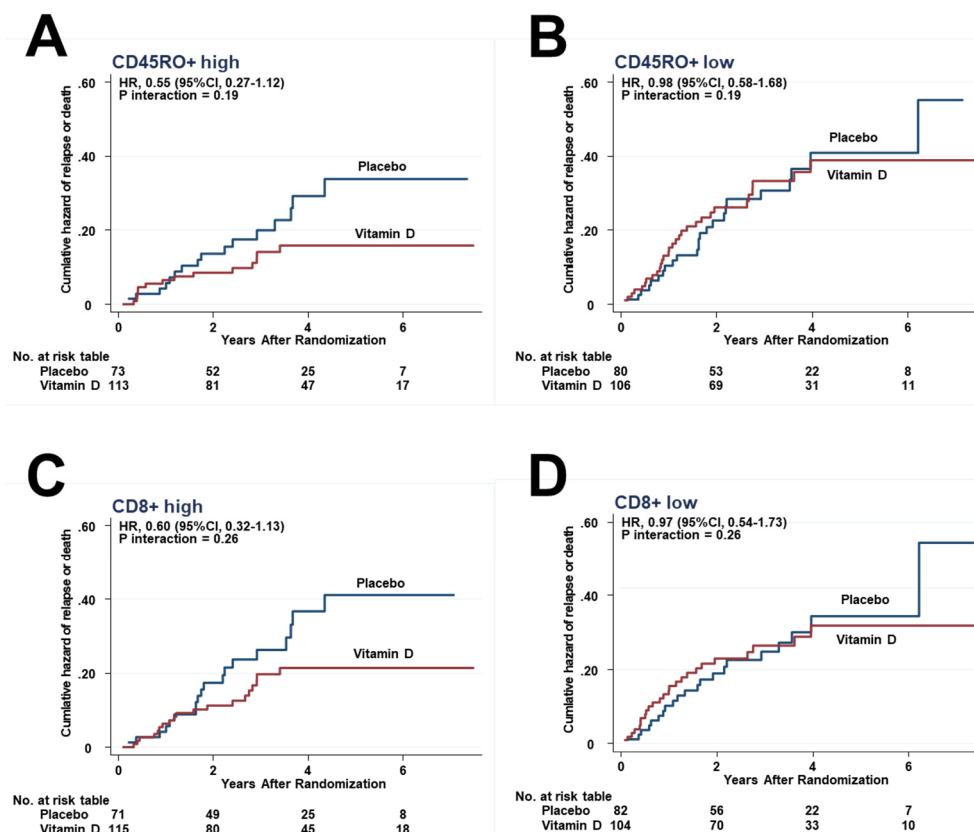 A
CD45RO+ high
HR, 0.55 (95%CI, 0.27-1.12)
P interaction = 0.19
Cumlative hazard of relapse or death
.60
.40
.20
0
Placebo
Vitamin D
0 2 4 6
Years After Randomization
No. at risk table
Placebo 73 52 25 7
Vitamin D 113 81 47 17
B
CD45RO+ low
HR, 0.98 (95%CI, 0.58-1.68)
P interaction = 0.19
Cumlative hazard of relapse or death
.60
.40
.20
0
Placebo
Vitamin D
0 2 4 6
Years After Randomization
No. at risk table
Placebo 80 53 22 8
Vitamin D 106 69 31 11
C
CD8+ high
HR, 0.60 (95%CI, 0.32-1.13)
P interaction = 0.26
Cumlative hazard of relapse or death
.60
.40
.20
0
Placebo
Vitamin D
0 2 4 6
Years After Randomization
No. at risk table
Placebo 71 49 25 8
Vitamin D 115 80 45 18
D
CD8+ low
HR, 0.97 (95%CI, 0.54-1.73)
P interaction = 0.26
Cumlative hazard of relapse or death
.60
.40
.20
0
Placebo
Vitamin D
0 2 4 6
Years After Randomization
No. at risk table
Placebo 82 56 22 7
Vitamin D 104 70 33 10